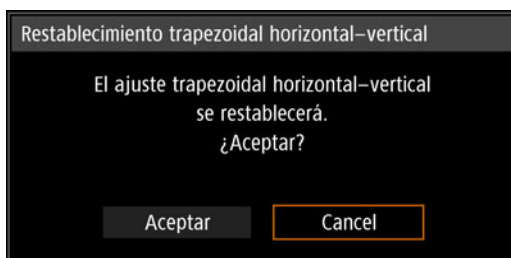 Restablecimiento trapezoidal horizontal–vertical
El ajuste trapezoidal horizontal–vertical
se restablecerá.
¿Aceptar?
Aceptar Cancel